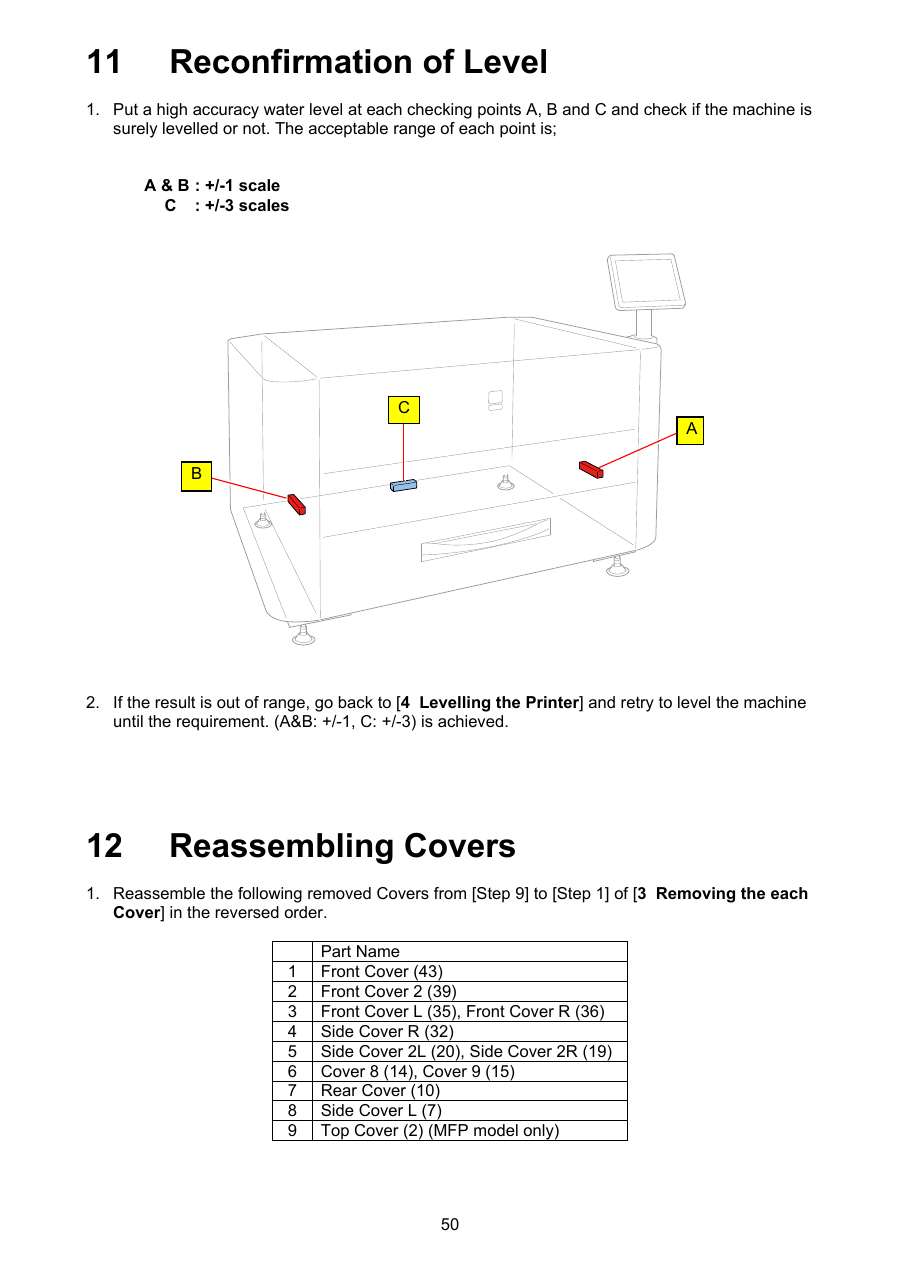 11 Reconfirmation of Level
1. Put a high accuracy water level at each checking points A, B and C and check if the machine is
surely levelled or not. The acceptable range of each point is;
A & B : +/-1 scale
C : +/-3 scales
C
A
B
2. If the result is out of range, go back to [4 Levelling the Printer] and retry to level the machine
until the requirement. (A&B: +/-1, C: +/-3) is achieved.
12 Reassembling Covers
1. Reassemble the following removed Covers from [Step 9] to [Step 1] of [3 Removing the each
Cover] in the reversed order.
Part Name
1 Front Cover (43)
2 Front Cover 2 (39)
3 Front Cover L (35), Front Cover R (36)
4 Side Cover R (32)
5 Side Cover 2L (20), Side Cover 2R (19)
6 Cover 8 (14), Cover 9 (15)
7 Rear Cover (10)
8 Side Cover L (7)
9 Top Cover (2) (MFP model only)
50